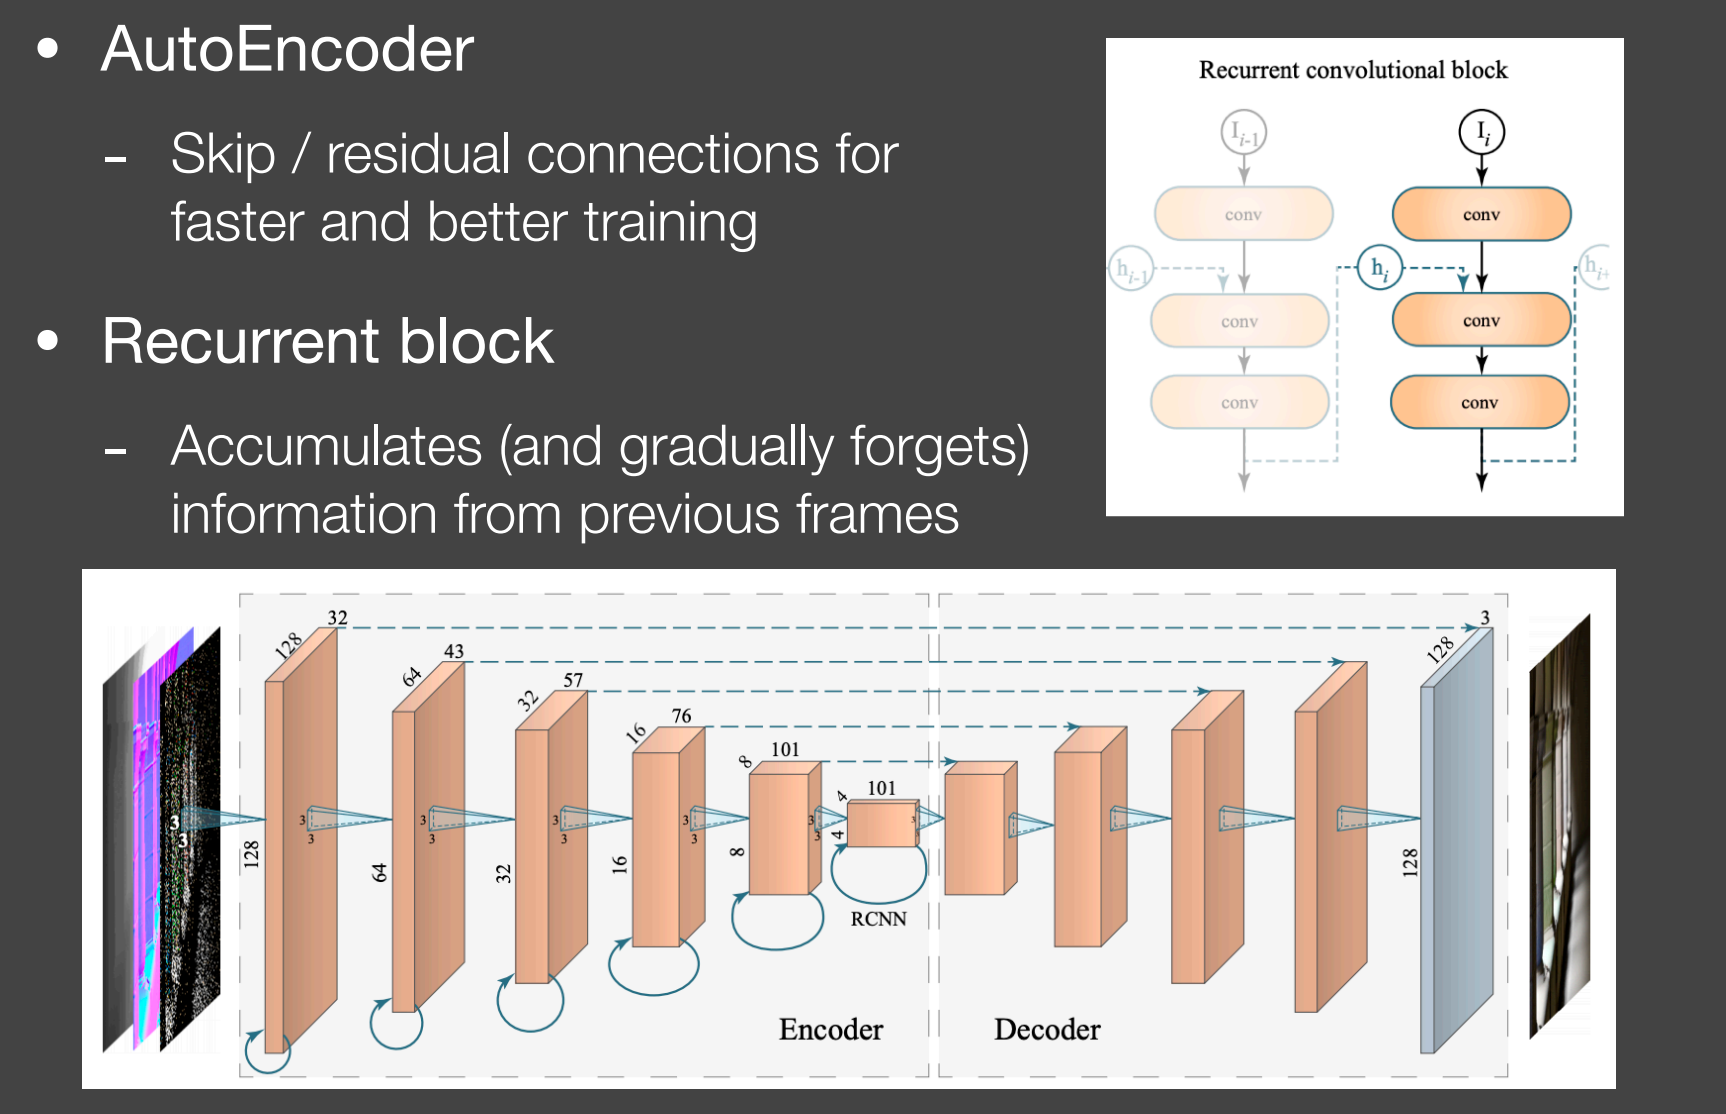 • AutoEncoder
- Skip / residual connections for
faster and better training
• Recurrent block
- Accumulates (and gradually forgets)
information from previous frames
Recurrent convolutional block
I_{i-1} I_i
conv conv
h_{i-1} h_i h_{i+
conv conv
conv conv
32 3
128 128
43
64
57
32
76
16
101
8
101
4
3 3 3 3 3 3 3
3 3 3 3 3 3
128 64 32 16 8 4 128
RCNN
Encoder Decoder